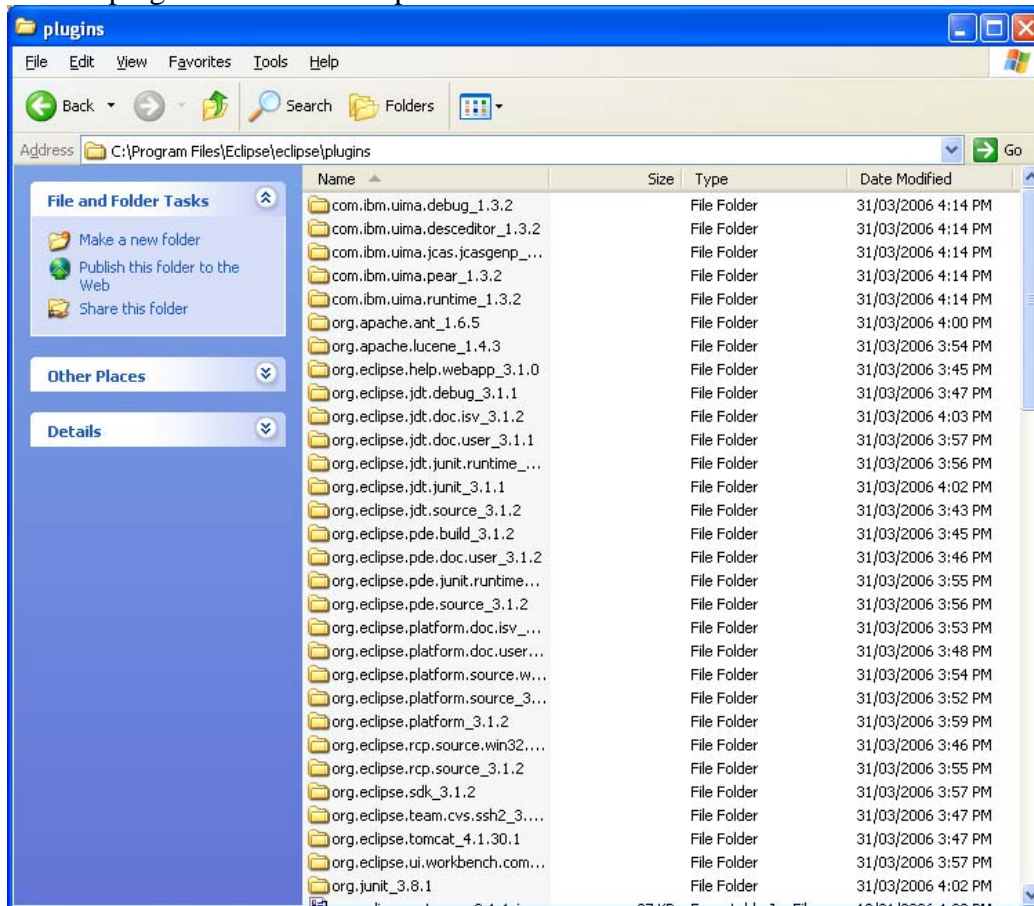 plugins
File Edit View Favorites Tools Help
Back Search Folders
Address C:\Program Files\Eclipse\eclipse\plugins Go
File and Folder Tasks
Make a new folder
Publish this folder to the
Web
Share this folder
Other Places
Details
Name Size Type Date Modified
com.ibm.uima.debug_1.3.2 File Folder 31/03/2006 4:14 PM
com.ibm.uima.desceditor_1.3.2 File Folder 31/03/2006 4:14 PM
com.ibm.uima.jcas.jcasgenp_... File Folder 31/03/2006 4:14 PM
com.ibm.uima.pear_1.3.2 File Folder 31/03/2006 4:14 PM
com.ibm.uima.runtime_1.3.2 File Folder 31/03/2006 4:14 PM
org.apache.ant_1.6.5 File Folder 31/03/2006 4:00 PM
org.apache.lucene_1.4.3 File Folder 31/03/2006 3:54 PM
org.eclipse.help.webapp_3.1.0 File Folder 31/03/2006 3:45 PM
org.eclipse.jdt.debug_3.1.1 File Folder 31/03/2006 3:47 PM
org.eclipse.jdt.doc.isv_3.1.2 File Folder 31/03/2006 4:03 PM
org.eclipse.jdt.doc.user_3.1.1 File Folder 31/03/2006 3:57 PM
org.eclipse.jdt.junit.runtime_... File Folder 31/03/2006 3:56 PM
org.eclipse.jdt.junit_3.1.1 File Folder 31/03/2006 4:02 PM
org.eclipse.jdt.source_3.1.2 File Folder 31/03/2006 3:43 PM
org.eclipse.pde.build_3.1.2 File Folder 31/03/2006 3:45 PM
org.eclipse.pde.doc.user_3.1.2 File Folder 31/03/2006 3:46 PM
org.eclipse.pde.junit.runtime... File Folder 31/03/2006 3:55 PM
org.eclipse.pde.source_3.1.2 File Folder 31/03/2006 3:56 PM
org.eclipse.platform.doc.isv_... File Folder 31/03/2006 3:53 PM
org.eclipse.platform.doc.user... File Folder 31/03/2006 3:48 PM
org.eclipse.platform.source.w... File Folder 31/03/2006 3:54 PM
org.eclipse.platform.source_3... File Folder 31/03/2006 3:52 PM
org.eclipse.platform_3.1.2 File Folder 31/03/2006 3:59 PM
org.eclipse.rcp.source.win32.... File Folder 31/03/2006 3:46 PM
org.eclipse.rcp.source_3.1.2 File Folder 31/03/2006 3:55 PM
org.eclipse.sdk_3.1.2 File Folder 31/03/2006 3:57 PM
org.eclipse.team.cvs.ssh2_3.... File Folder 31/03/2006 3:47 PM
org.eclipse.tomcat_4.1.30.1 File Folder 31/03/2006 3:47 PM
org.eclipse.ui.workbench.com... File Folder 31/03/2006 3:57 PM
org.junit_3.8.1 File Folder 31/03/2006 4:02 PM